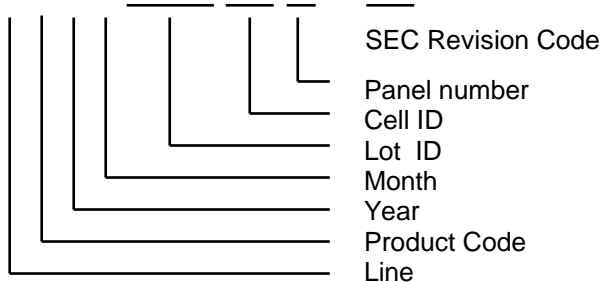 SEC Revision Code
Panel number
Cell ID
Lot ID
Month
Year
Product Code
Line